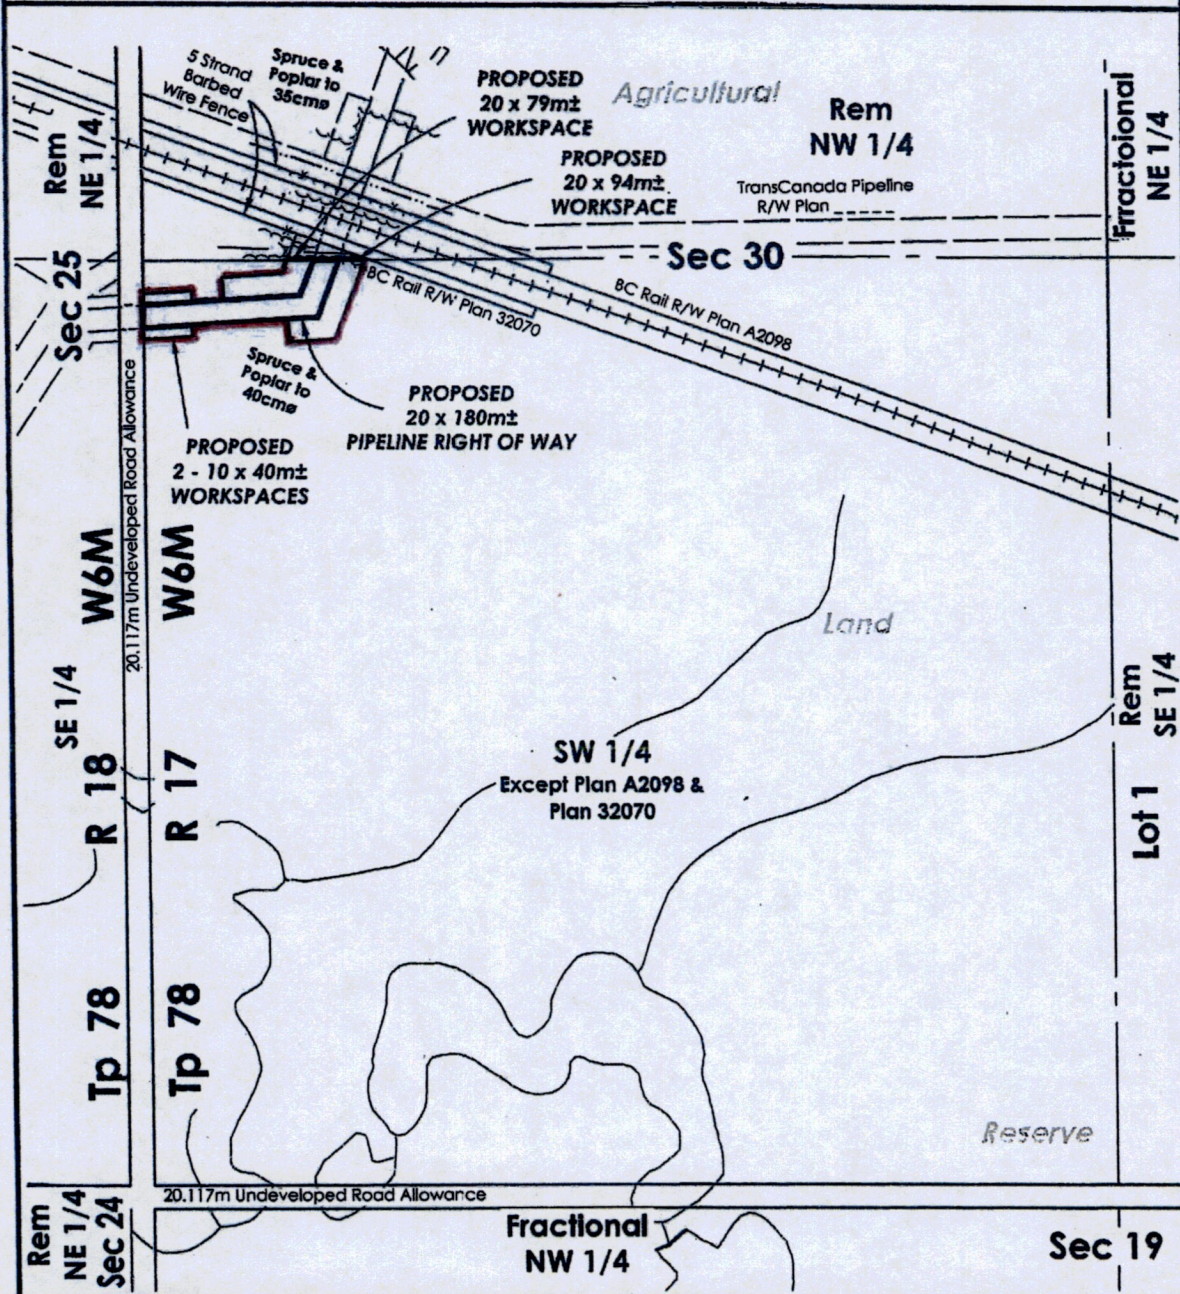 5 Strand
Barbed
Wire Fence
Spruce &
Poplar to
35cmø
PROPOSED
20 x 79m±
WORKSPACE
Agricultural
Rem
NW 1/4
Frractoional
NE 1/4
Rem
NE 1/4
PROPOSED
20 x 94m±
WORKSPACE
TransCanada Pipeline
R/W Plan
Sec 30
Sec 25
BC Rail R/W Plan 32070
BC Rail R/W Plan A2098
Spruce &
Poplar to
40cmø
PROPOSED
20 x 180m±
PIPELINE RIGHT OF WAY
PROPOSED
2 - 10 x 40m±
WORKSPACES
20.117m Undeveloped Road Allowance
W6M
W6M
Land
SE 1/4
R 18
R 17
SW 1/4
Except Plan A2098 &
Plan 32070
Rem
SE 1/4
Lot 1
Tp 78
Tp 78
Reserve
20.117m Undeveloped Road Allowance
Rem
NE 1/4
Sec 24
Fractional
NW 1/4
Sec 19